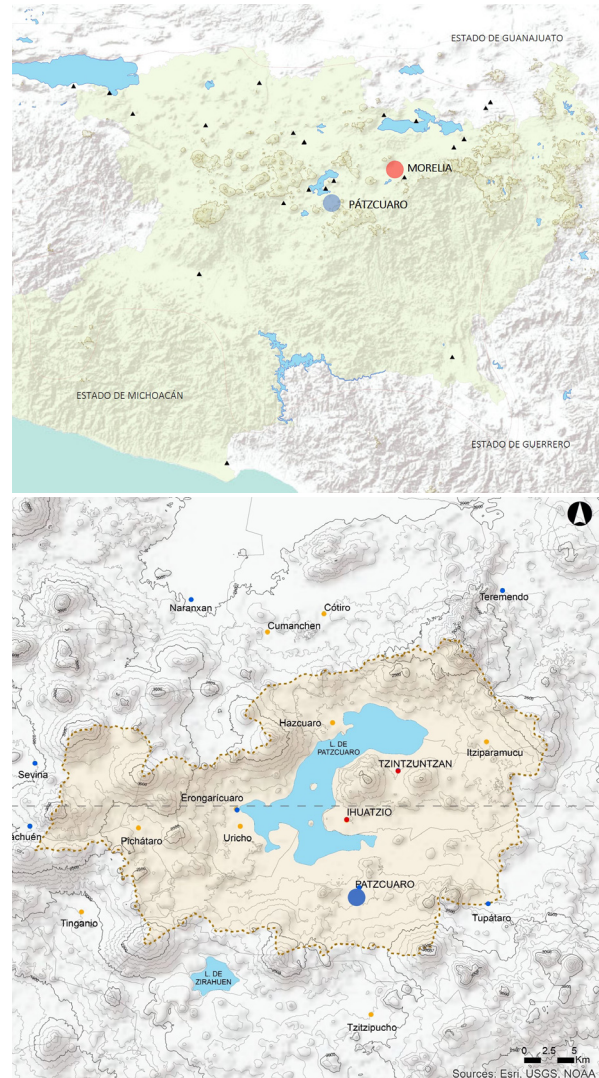 ESTADO DE GUANAJUATO
MORELIA
PÁTZCUARO
ESTADO DE MICHOACÁN
ESTADO DE GUERRERO
Naranxan
Cótiro
Cumanchen
Teremendo
Hazcuaro
L. DE
PATZCUARO
Itziparamucu
TZINTZUNTZAN
Sevina
Erongarícuaro
IHUATZIO
áchuén
Pichátaro
Uricho
PATZCUARO
Tinganio
Tupátaro
L. DE
ZIRAHUEN
Tzitzipucho
0 2.5 5
Km
Sources: Esri, USGS, NOAA